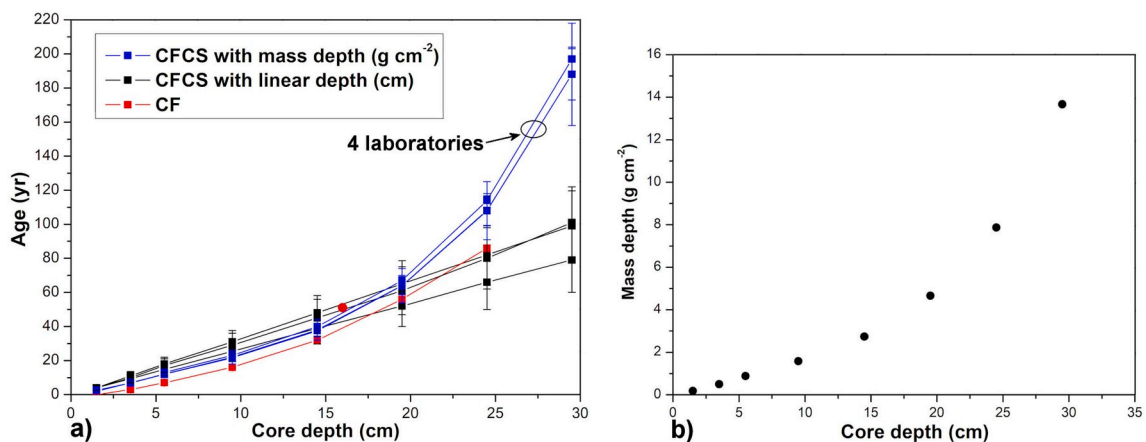 220
200
180
160
140
120
100
80
60
40
20
0
Age (yr)
CFCS with mass depth (g cm⁻²)
CFCS with linear depth (cm)
CF
4 laboratories
0 5 10 15 20 25 30
a)
Core depth (cm)
16
14
12
10
8
6
4
2
0
Mass depth (g cm⁻²)
0 5 10 15 20 25 30 35
b)
Core depth (cm)